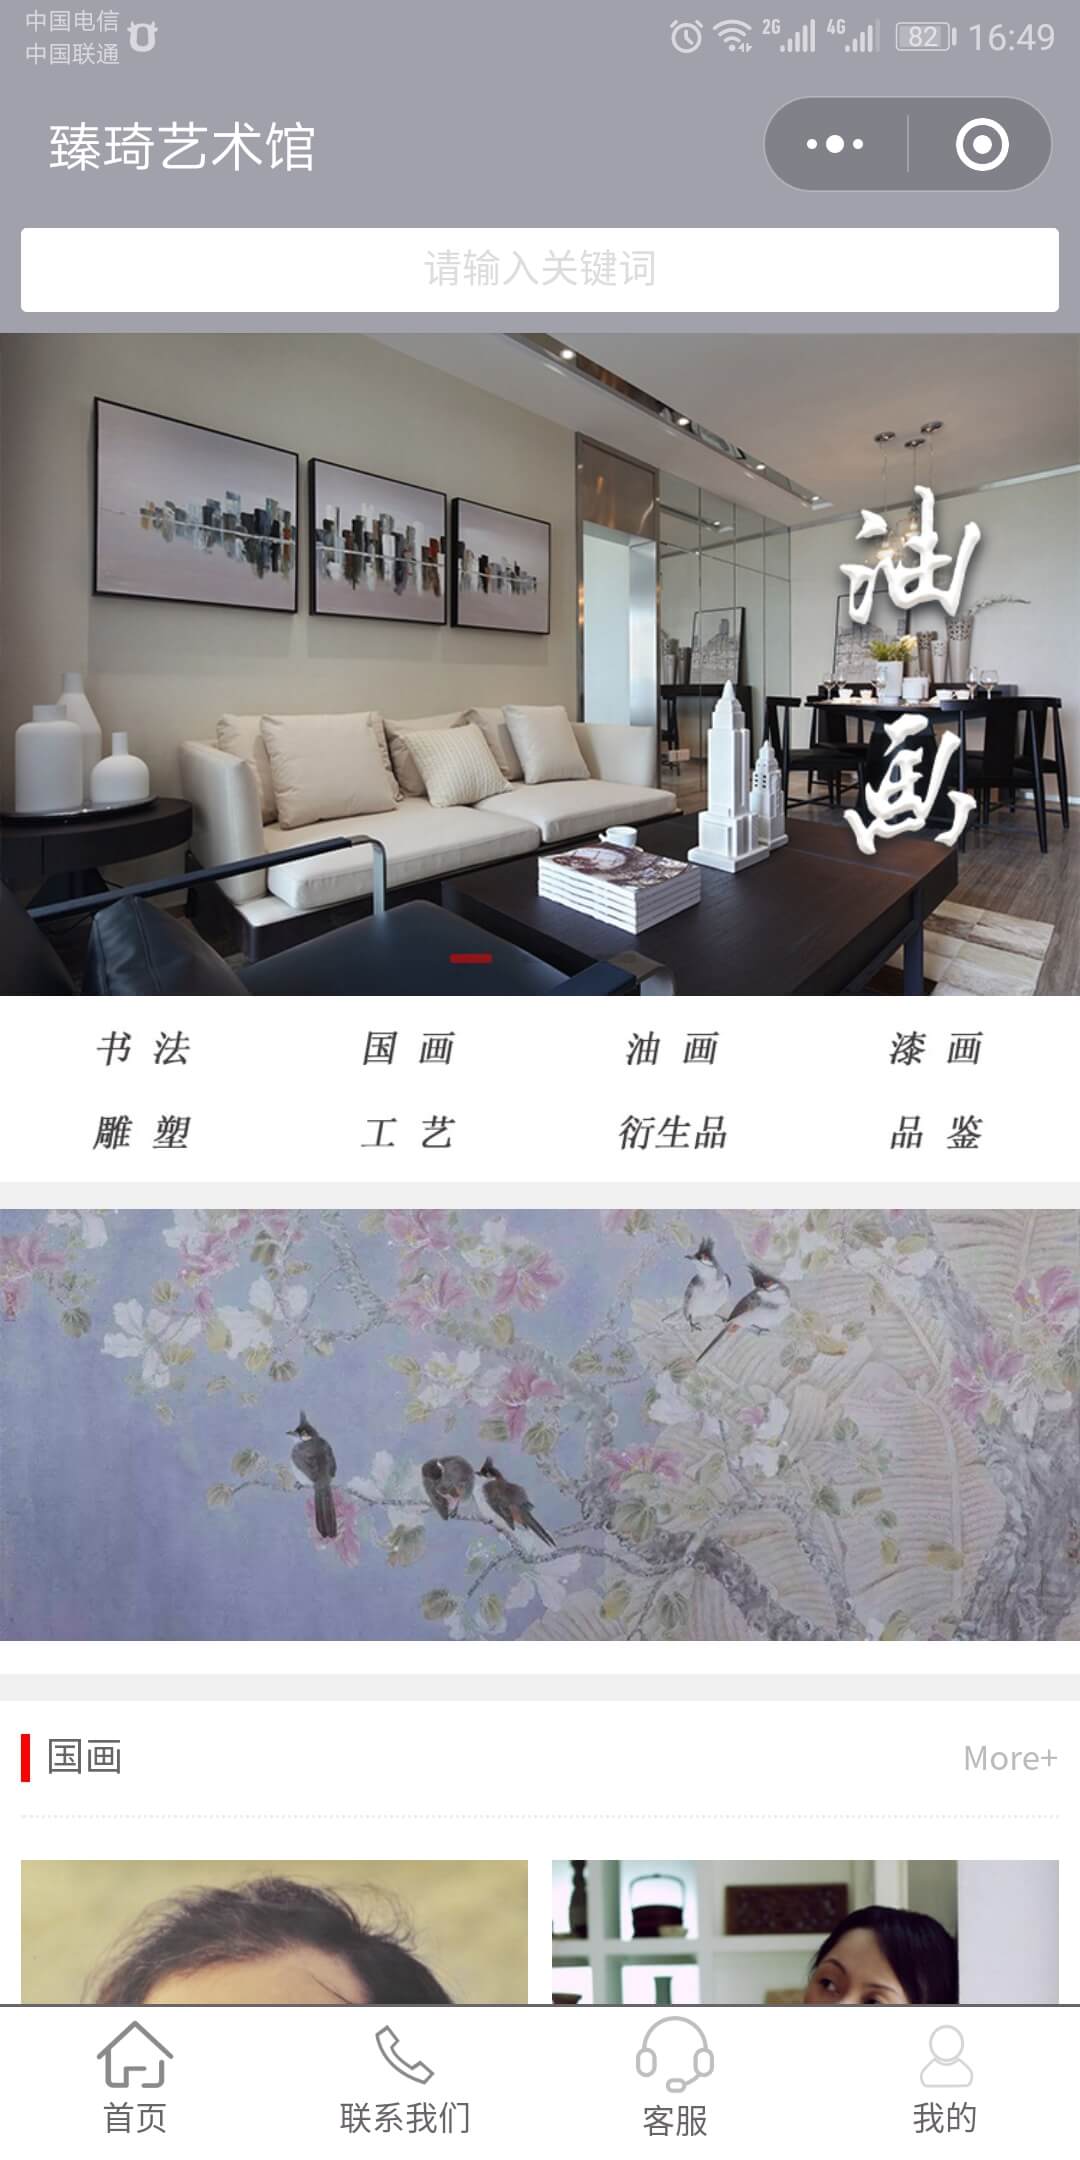 中国电信
中国联通
2G 4G 82 16:49
臻琦艺术馆
请输入关键词
油
画
书 法 国 画 油 画 漆 画
雕 塑 工 艺 衍生品 品 鉴
国画 More+
首页 联系我们 客服 我的